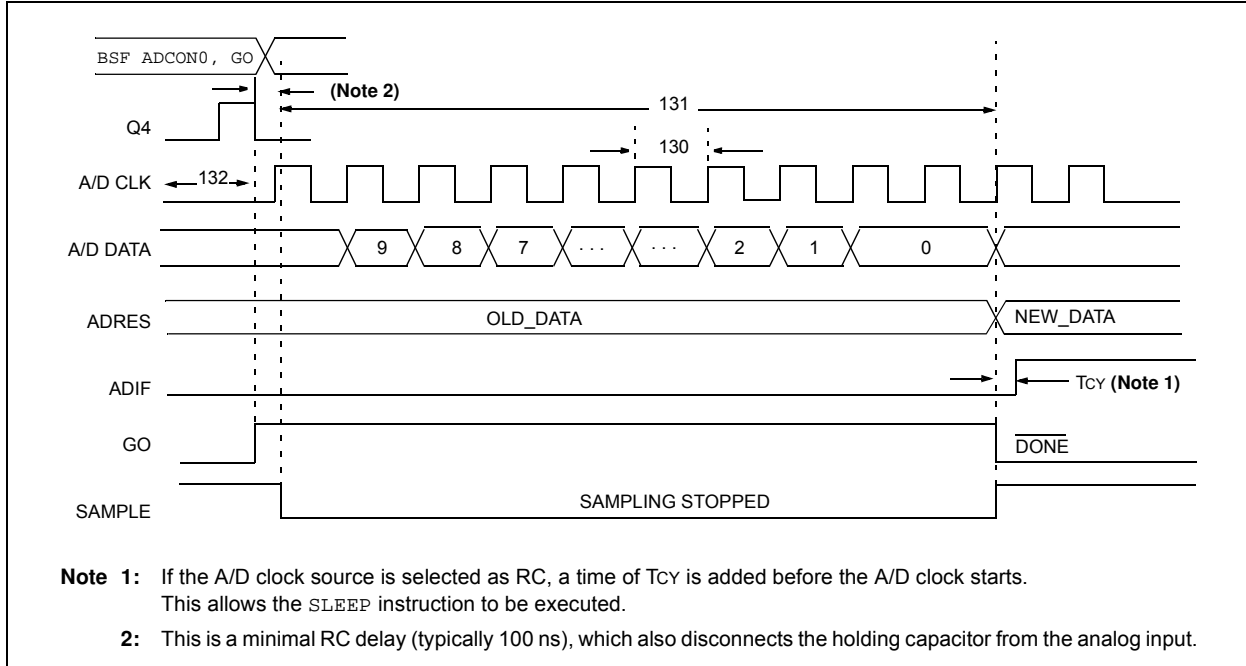 BSF ADCON0, GO
(Note 2)
131
Q4
130
A/D CLK
132
A/D DATA
9 8 7 · · · · · · 2 1 0
ADRES
OLD_DATA
NEW_DATA
ADIF
TCY (Note 1)
GO
DONE
SAMPLE
SAMPLING STOPPED
Note 1: If the A/D clock source is selected as RC, a time of TCY is added before the A/D clock starts.
This allows the SLEEP instruction to be executed.
2: This is a minimal RC delay (typically 100 ns), which also disconnects the holding capacitor from the analog input.